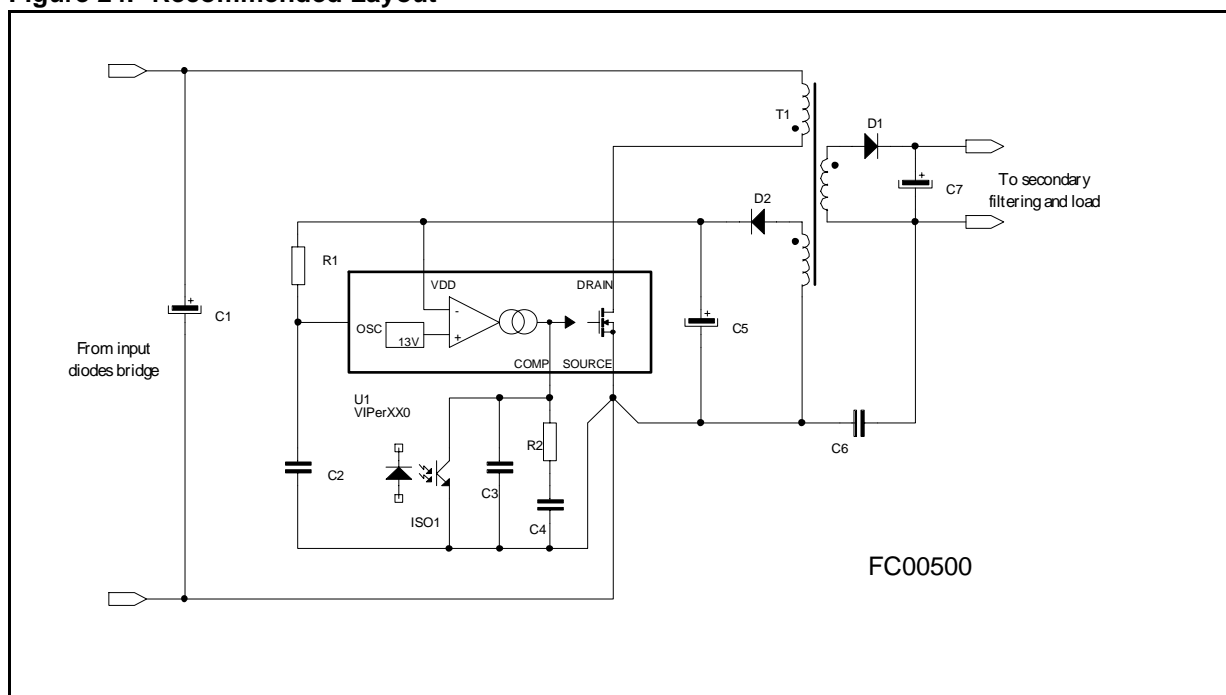 Figure 24. Recommended Layout
T1
D1
+
C7
To secondary
filtering and load
D2
R1
VDD
DRAIN
-
+
OSC
13V
COMP
SOURCE
+
C1
+
C5
From input
diodes bridge
U1
VIPerXX0
R2
C6
C2
C3
ISO1
C4
FC00500